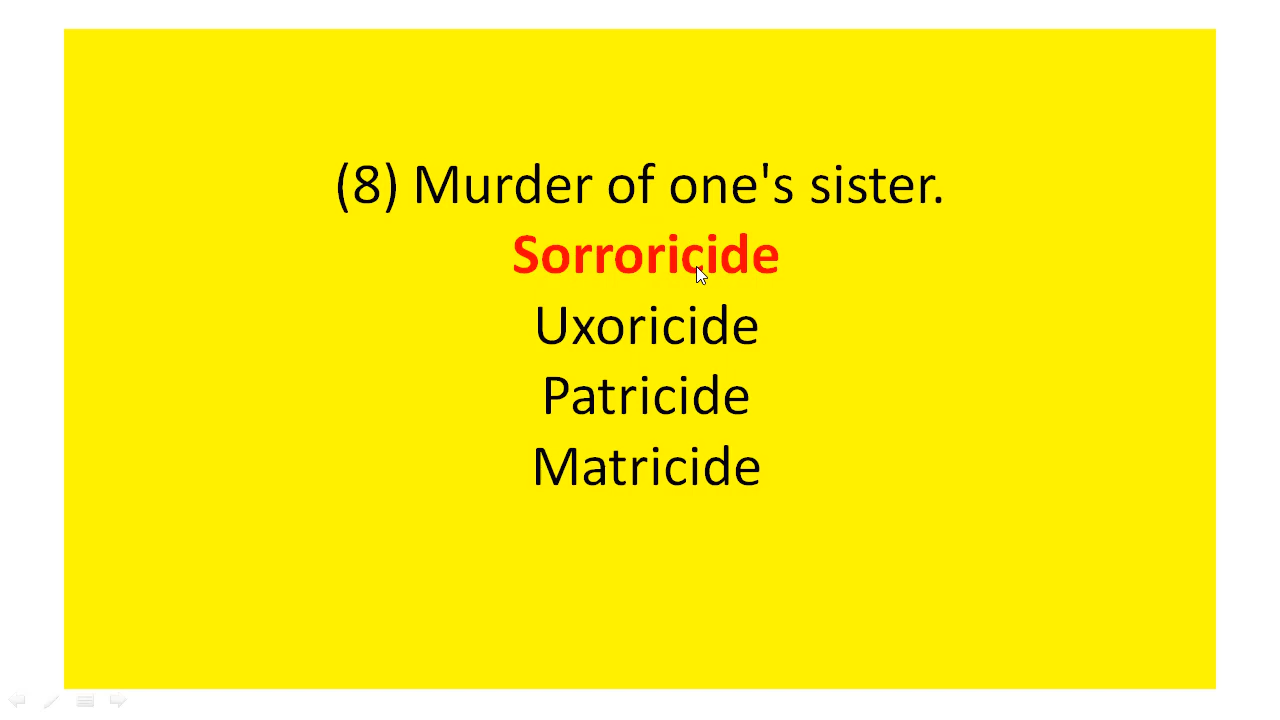 (8) Murder of one's sister.
Sorroricide
Uxoricide
Patricide
Matricide